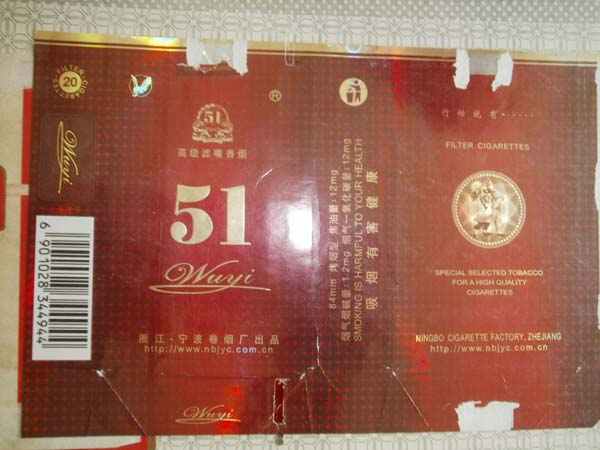 FILTER CIGARETTES
20
Wuyi
6 901028 344944
51
®
高级滤嘴香烟
51
Wuyi
浙江·宁波卷烟厂出品
http://www.nbjyc.com.cn
Wuyi
84mm 烤烟型 焦油量:12mg
烟气烟碱量:1.2mg 烟气一氧化碳量:12mg
SMOKING IS HARMFUL TO YOUR HEALTH
吸烟有害健康
FILTER CIGARETTES
SPECIAL SELECTED TOBACCO
FOR A HIGH QUALITY
CIGARETTES
NINGBO CIGARETTE FACTORY, ZHEJIANG
http://www.nbjyc.com.cn